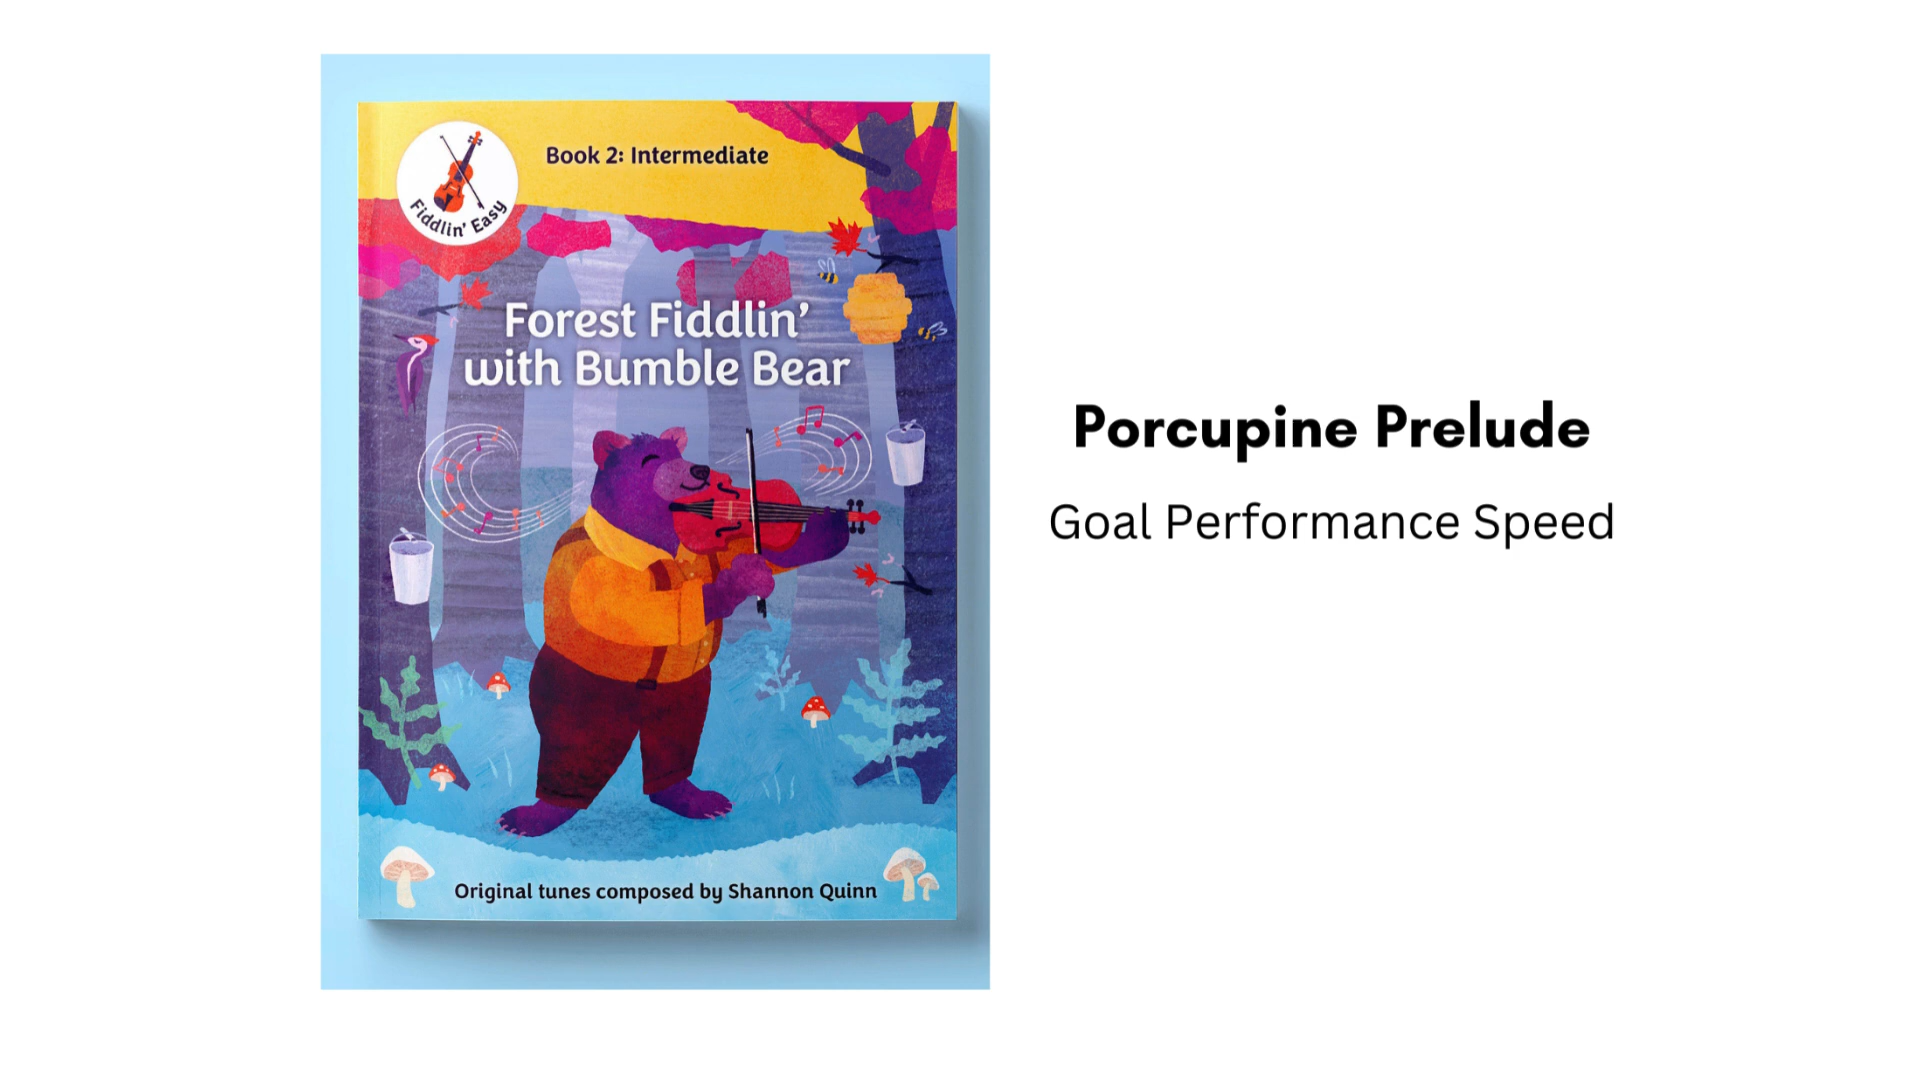 Book 2: Intermediate
Fiddlin' Easy
Forest Fiddlin'
with Bumble Bear
Original tunes composed by Shannon Quinn
Porcupine Prelude
Goal Performance Speed